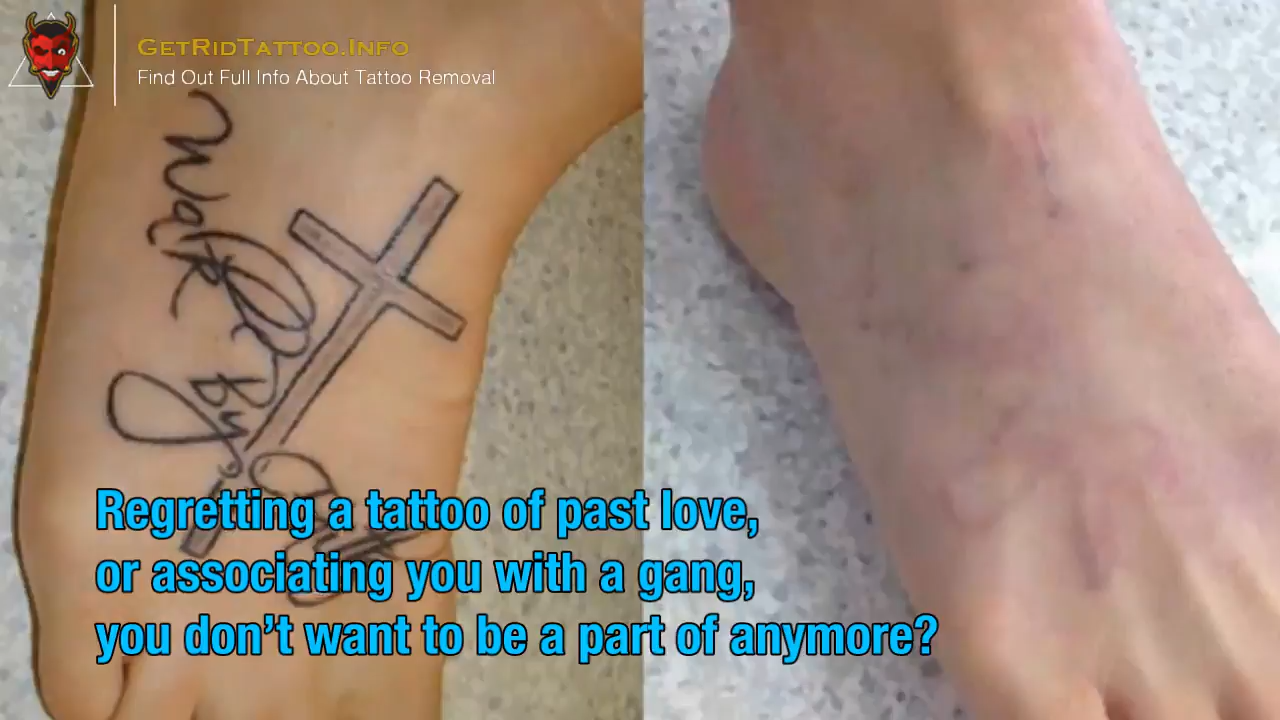 GetRidTattoo.Info
Find Out Full Info About Tattoo Removal
Walk
By
Regretting a tattoo of past love,
or associating you with a gang,
you don't want to be a part of anymore?